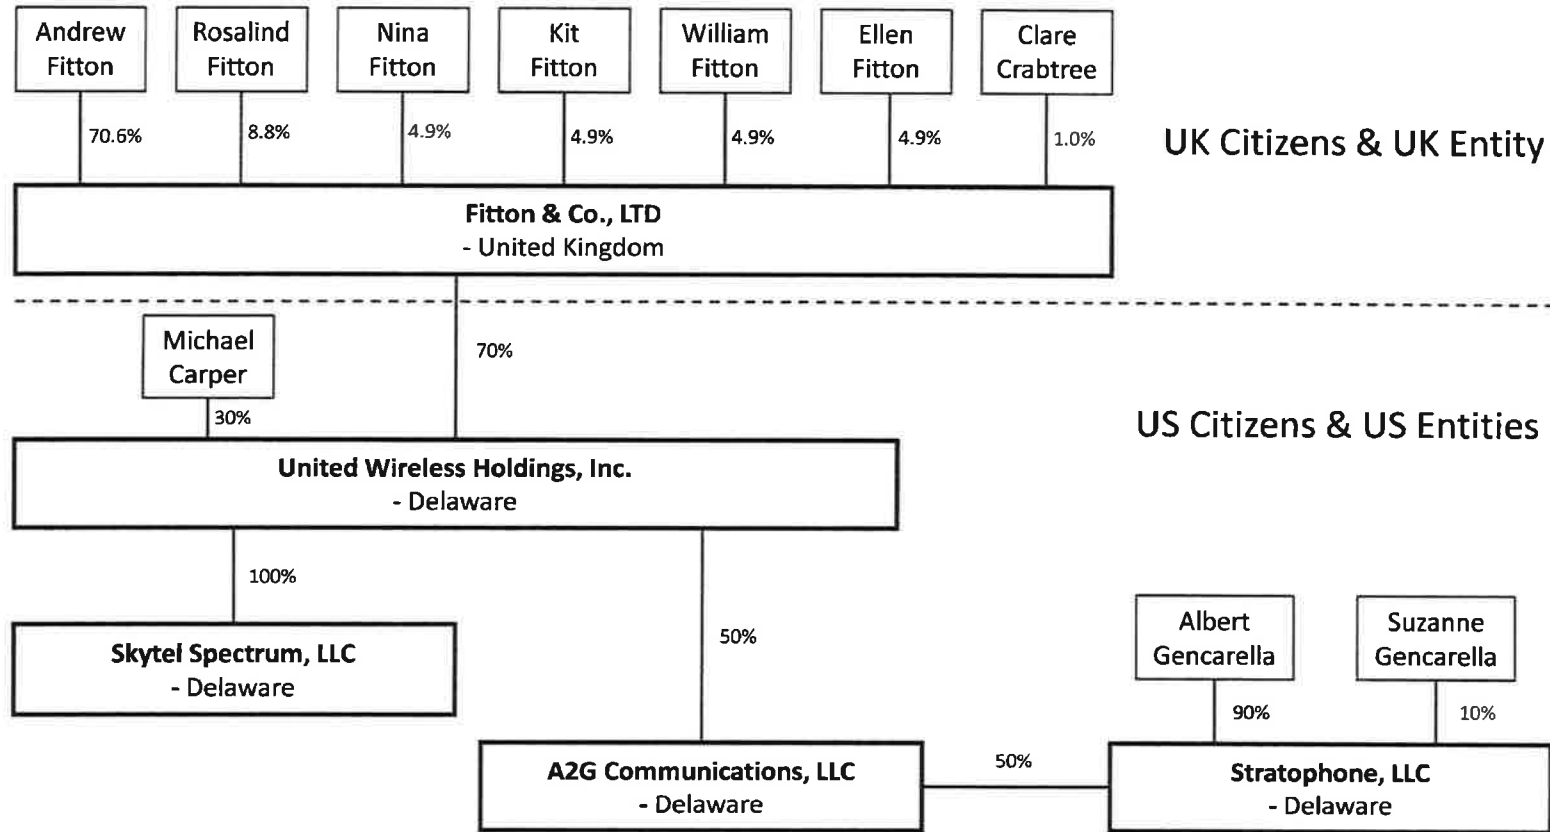 Andrew
Fitton
Rosalind
Fitton
Nina
Fitton
Kit
Fitton
William
Fitton
Ellen
Fitton
Clare
Crabtree
70.6%
8.8%
4.9%
4.9%
4.9%
4.9%
1.0%
UK Citizens & UK Entity
Fitton & Co., LTD
- United Kingdom
Michael
Carper
70%
30%
US Citizens & US Entities
United Wireless Holdings, Inc.
- Delaware
100%
50%
Albert
Gencarella
Suzanne
Gencarella
Skytel Spectrum, LLC
- Delaware
90%
10%
A2G Communications, LLC
- Delaware
50%
Stratophone, LLC
- Delaware